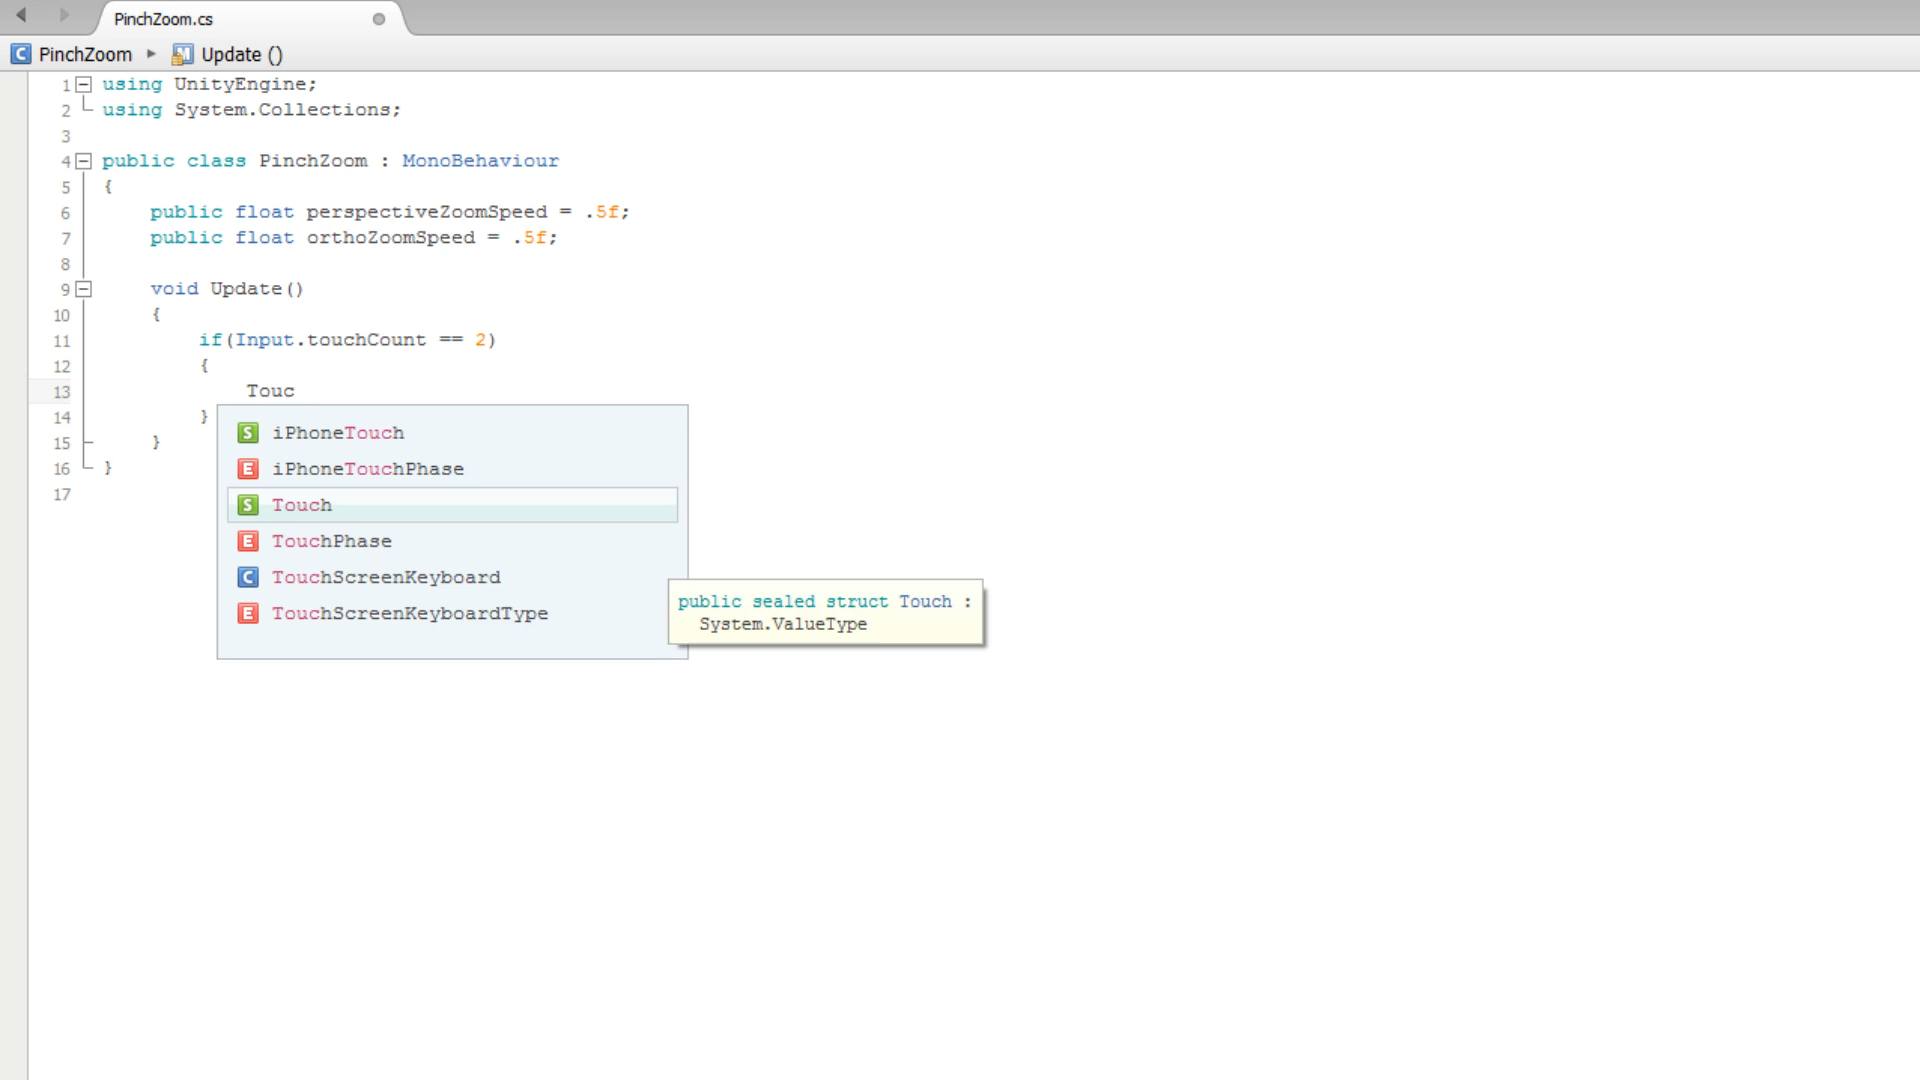 PinchZoom.cs
C PinchZoom Update ()
1 using UnityEngine;
2 using System.Collections;
3
4 public class PinchZoom : MonoBehaviour
5 {
6 public float perspectiveZoomSpeed = .5f;
7 public float orthoZoomSpeed = .5f;
8
9 void Update()
10 {
11 if(Input.touchCount == 2)
12 {
13 Touc
14 }
15 }
16 }
17
S iPhoneTouch
E iPhoneTouchPhase
S Touch
E TouchPhase
C TouchScreenKeyboard
E TouchScreenKeyboardType
public sealed struct Touch :
System.ValueType